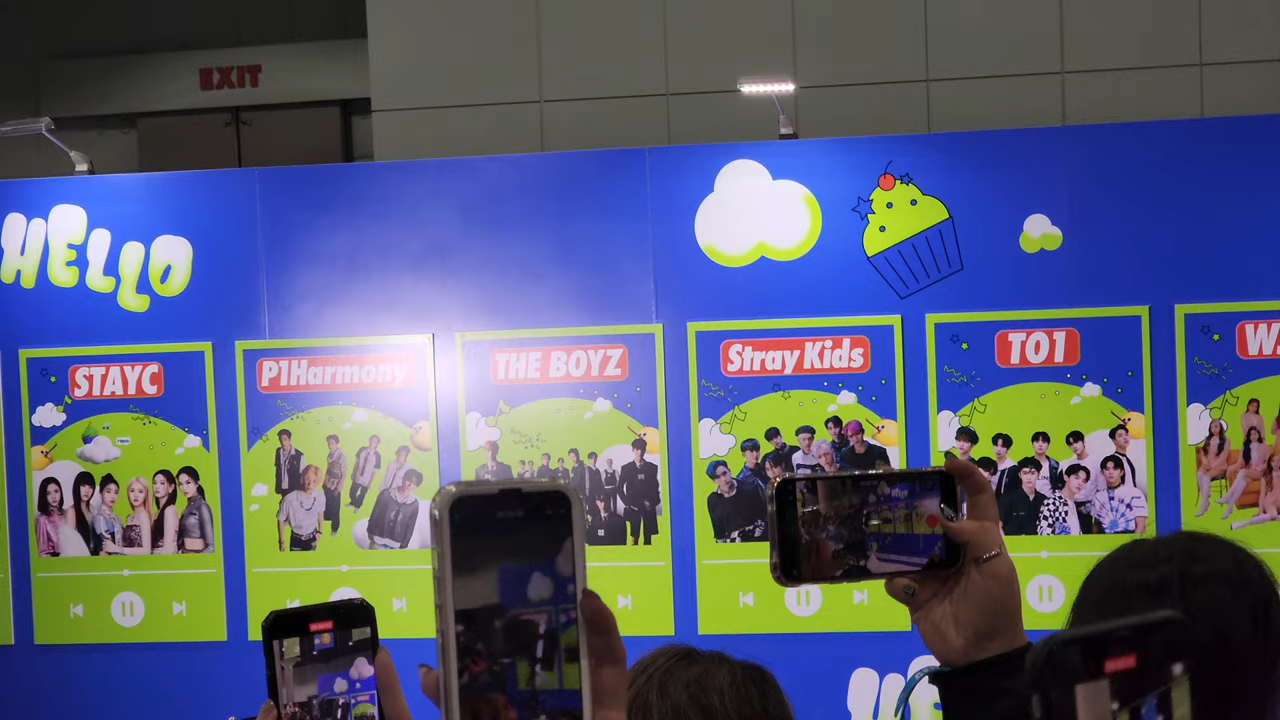 EXIT
HELLO
STAYC
P1Harmony
THE BOYZ
Stray Kids
TO1